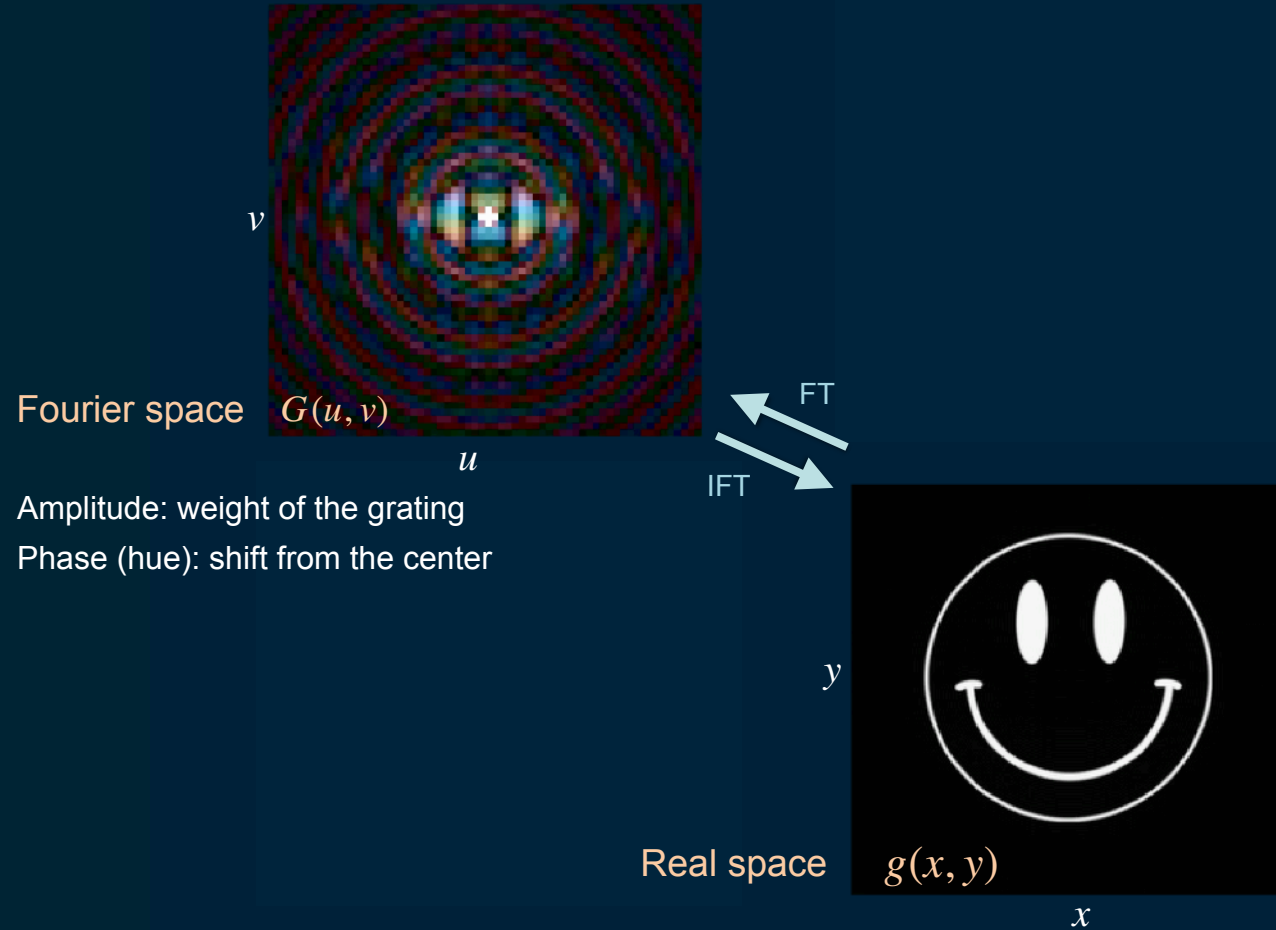 v
Fourier space G(u, v)
u
FT
IFT
Amplitude: weight of the grating
Phase (hue): shift from the center
y
Real space g(x, y)
x